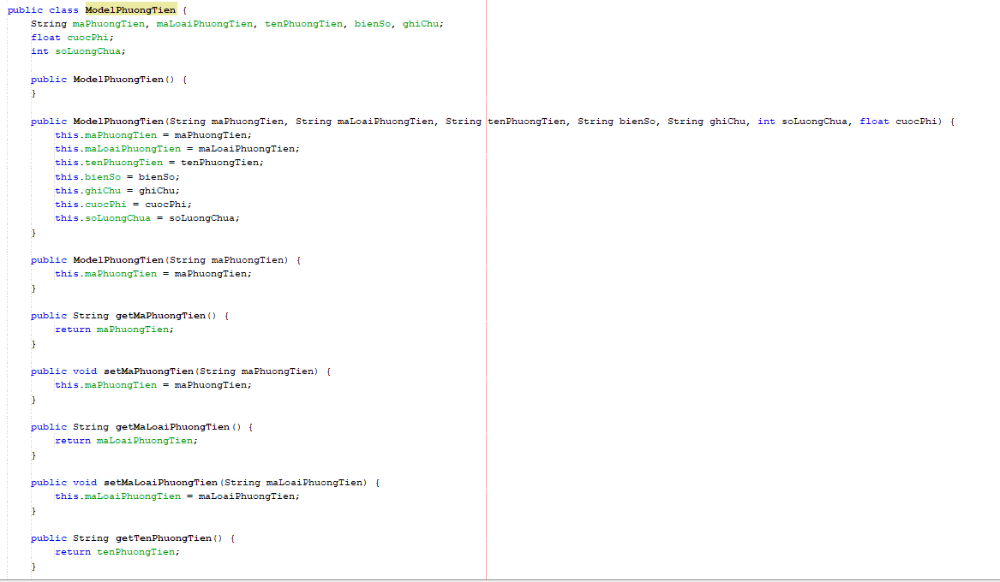 public class ModelPhuongTien {
String maPhuongTien, maLoaiPhuongTien, tenPhuongTien, bienSo, ghiChu;
float cuocPhi;
int soLuongChua;
public ModelPhuongTien() {
}
public ModelPhuongTien(String maPhuongTien, String maLoaiPhuongTien, String tenPhuongTien, String bienSo, String ghiChu, int soLuongChua, float cuocPhi) {
this.maPhuongTien = maPhuongTien;
this.maLoaiPhuongTien = maLoaiPhuongTien;
this.tenPhuongTien = tenPhuongTien;
this.bienSo = bienSo;
this.ghiChu = ghiChu;
this.cuocPhi = cuocPhi;
this.soLuongChua = soLuongChua;
}
public ModelPhuongTien(String maPhuongTien) {
this.maPhuongTien = maPhuongTien;
}
public String getMaPhuongTien() {
return maPhuongTien;
}
public void setMaPhuongTien(String maPhuongTien) {
this.maPhuongTien = maPhuongTien;
}
public String getMaLoaiPhuongTien() {
return maLoaiPhuongTien;
}
public void setMaLoaiPhuongTien(String maLoaiPhuongTien) {
this.maLoaiPhuongTien = maLoaiPhuongTien;
}
public String getTenPhuongTien() {
return tenPhuongTien;
}